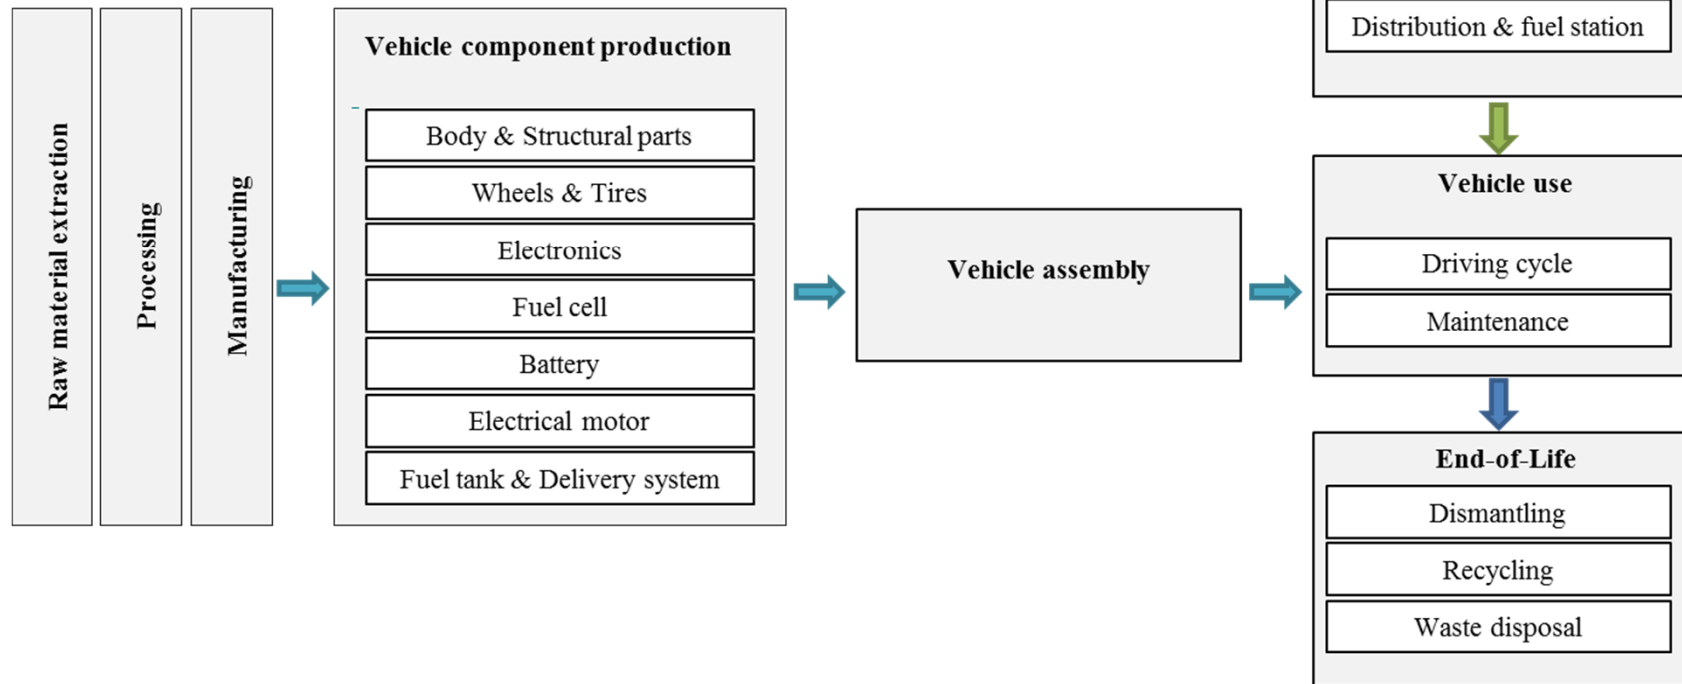 Raw material extraction
Processing
Manufacturing
Vehicle component production
Body & Structural parts
Wheels & Tires
Electronics
Fuel cell
Battery
Electrical motor
Fuel tank & Delivery system
Vehicle assembly
Distribution & fuel station
Vehicle use
Driving cycle
Maintenance
End-of-Life
Dismantling
Recycling
Waste disposal